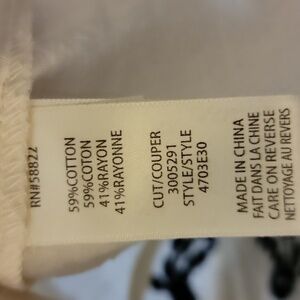 RN#58822
59%COTTON
59%COTON
41%RAYON
41%RAYONNE
CUT/COUPER
3005291
STYLE/STYLE
4703E30
MADE IN CHINA
FAIT DANS LA CHINE
CARE ON REVERSE
NETTOYAGE AU REVERS